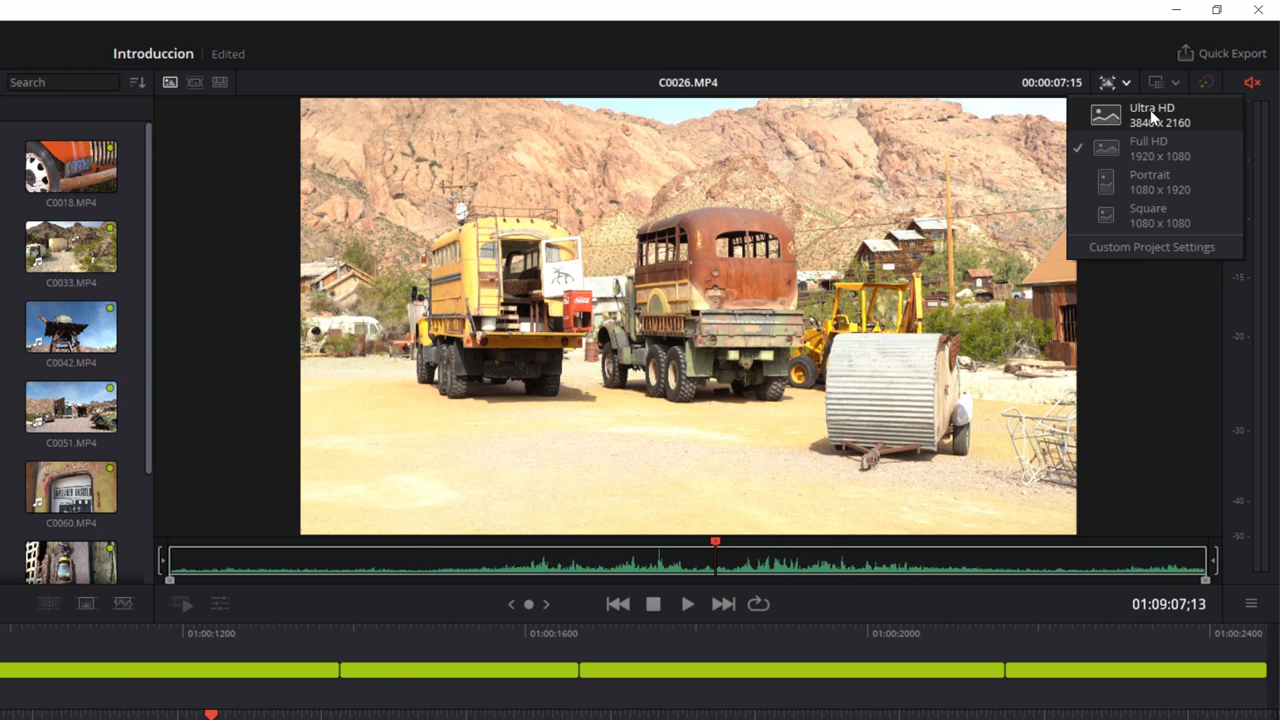 Introduccion
Edited
Quick Export
Search
C0026.MP4
00:00:07:15
Ultra HD
3840 x 2160
Full HD
1920 x 1080
Portrait
1080 x 1920
Square
1080 x 1080
Custom Project Settings
C0018.MP4
C0033.MP4
C0042.MP4
C0051.MP4
C0060.MP4
-15
-20
-30
-40
-50
01:09:07;13
01:00:1200
01:00:1600
01:00:2000
01:00:2400